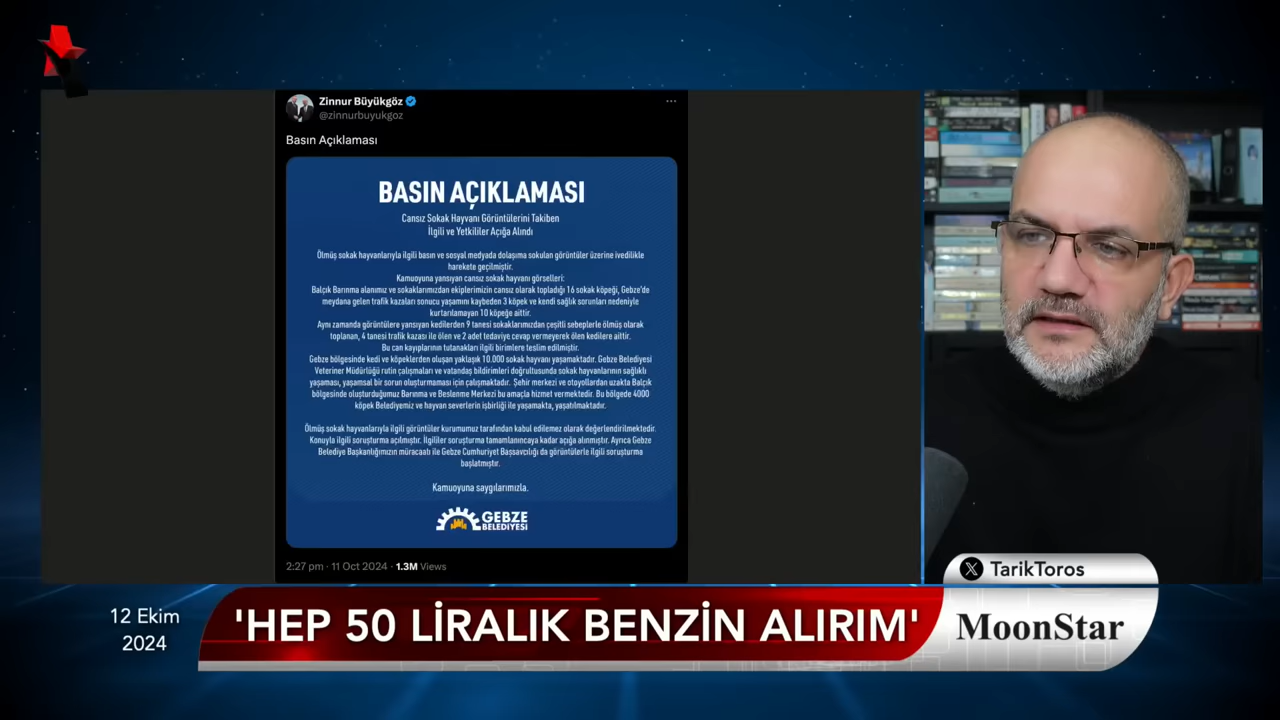 Zinnur Büyükgöz
@zinnurbuyukgoz
Basın Açıklaması
BASIN AÇIKLAMASI
Cansız Sokak Hayvanı Görüntülerini Takiben
İlgili ve Yetkililer Açığa Alındı
Ölmüş sokak hayvanlarıyla ilgili basın ve sosyal medyada dolaşıma sokulan görüntüler üzerine ivedilikle
harekete geçilmiştir.
Kamuoyuna yansıyan cansız sokak hayvanı görselleri:
Balçık Barınma alanımız ve sokaklarımızdan ekiplerimizin cansız olarak topladığı 16 sokak köpeği, Gebze'de
meydana gelen trafik kazaları sonucu yaşamını kaybeden 3 köpek ve kendi sağlık sorunları nedeniyle
kurtarılamayan 10 köpeğe aittir.
Aynı zamanda görüntülere yansıyan kedilerden 9 tanesi sokaklarımızdan çeşitli sebeplerle ölmüş olarak
toplanan, 4 tanesi trafik kazası ile ölen ve 2 adet tedaviye cevap vermeyerek ölen kedilere aittir.
Bu can kayıplarının tutanakları ilgili birimlere teslim edilmiştir.
Gebze bölgesinde kedi ve köpeklerden oluşan yaklaşık 10.000 sokak hayvanı yaşamaktadır. Gebze Belediyesi
Veteriner Müdürlüğü rutin çalışmaları ve vatandaş bildirimleri doğrultusunda sokak hayvanlarının sağlıklı
yaşaması, yaşamsal bir sorun oluşturmaması için çalışmaktadır. Şehir merkezi ve otoyollardan uzakta Balçık
bölgesinde oluşturduğumuz Barınma ve Beslenme Merkezi bu amaçla hizmet vermektedir. Bu bölgede 4000
köpek Belediyemiz ve hayvan severlerin işbirliği ile yaşamakta, yaşatılmaktadır.
Ölmüş sokak hayvanlarıyla ilgili görüntüler kurumumuz tarafından kabul edilemez olarak değerlendirilmektedir.
Konuyla ilgili soruşturma açılmıştır. İlgililer soruşturma tamamlanıncaya kadar açığa alınmıştır. Ayrıca Gebze
Belediye Başkanlığımızın müracaatı ile Gebze Cumhuriyet Başsavcılığı da görüntülerle ilgili soruşturma
başlatmıştır.
Kamuoyuna saygılarımızla.
GEBZE
BELEDİYESİ
2:27 pm · 11 Oct 2024 · 1.3M Views
TarikToros
12 Ekim
2024
'HEP 50 LİRALIK BENZİN ALIRIM'
MoonStar